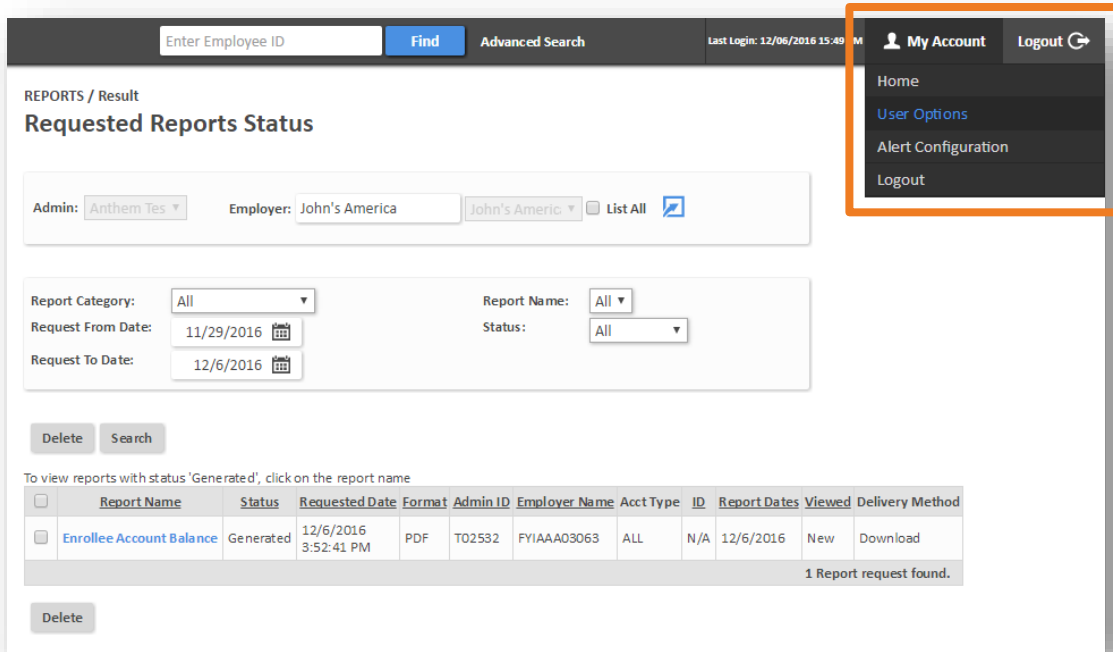 Enter Employee ID Find Advanced Search Last Login: 12/06/2016 15:49 M My Account Logout
Home
User Options
Alert Configuration
Logout
REPORTS / Result
Requested Reports Status
Admin: Anthem Tes Employer: John's America John's Americ List All
Report Category: All Report Name: All
Request From Date: 11/29/2016 Status: All
Request To Date: 12/6/2016
Delete Search
To view reports with status 'Generated', click on the report name
Report Name Status Requested Date Format Admin ID Employer Name Acct Type ID Report Dates Viewed Delivery Method
Enrollee Account Balance Generated 12/6/2016 3:52:41 PM PDF T02532 FYIAAA03063 ALL N/A 12/6/2016 New Download
1 Report request found.
Delete